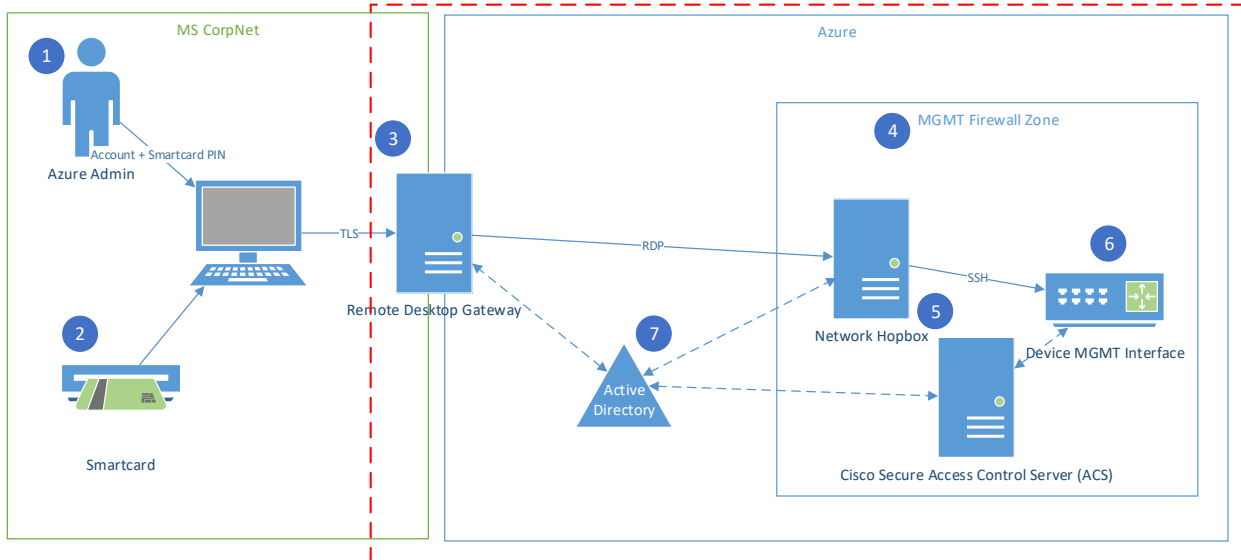 MS CorpNet
Azure
1
Account + Smartcard PIN
Azure Admin
2
Smartcard
TLS
3
Remote Desktop Gateway
RDP
7
Active
Directory
MGMT Firewall Zone
4
Network Hopbox
SSH
6
Device MGMT Interface
5
Cisco Secure Access Control Server (ACS)